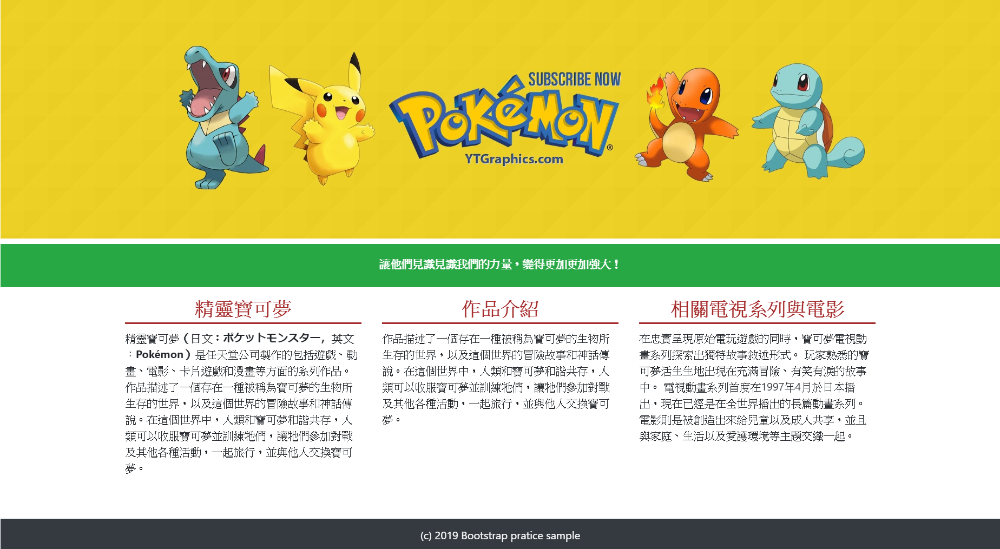 SUBSCRIBE NOW
POKéMON®
YTGraphics.com
讓他們見識見識我們的力量，變得更加更加強大！
精靈寶可夢
精靈寶可夢（日文：ポケットモンスター，英文
：Pokémon）是任天堂公司製作的包括遊戲、動
畫、電影、卡片遊戲和漫畫等方面的系列作品。
作品描述了一個存在一種被稱為寶可夢的生物所
生存的世界，以及這個世界的冒險故事和神話傳
說。在這個世界中，人類和寶可夢和諧共存，人
類可以收服寶可夢並訓練牠們，讓牠們參加對戰
及其他各種活動，一起旅行，並與他人交換寶可
夢。
作品介紹
作品描述了一個存在一種被稱為寶可夢的生物所
生存的世界，以及這個世界的冒險故事和神話傳
說。在這個世界中，人類和寶可夢和諧共存，人
類可以收服寶可夢並訓練牠們，讓牠們參加對戰
及其他各種活動，一起旅行，並與他人交換寶可
夢。
相關電視系列與電影
在忠實呈現原始電玩遊戲的同時，寶可夢電視動
畫系列探索出獨特故事敘述形式。 玩家熟悉的寶
可夢活生生地出現在充滿冒險、有笑有淚的故事
中。 電視動畫系列首度在1997年4月於日本播
出，現在已經是在全世界播出的長篇動畫系列。
電影則是被創造出來給兒童以及成人共享，並且
與家庭、生活以及愛護環境等主題交織一起。
(c) 2019 Bootstrap pratice sample